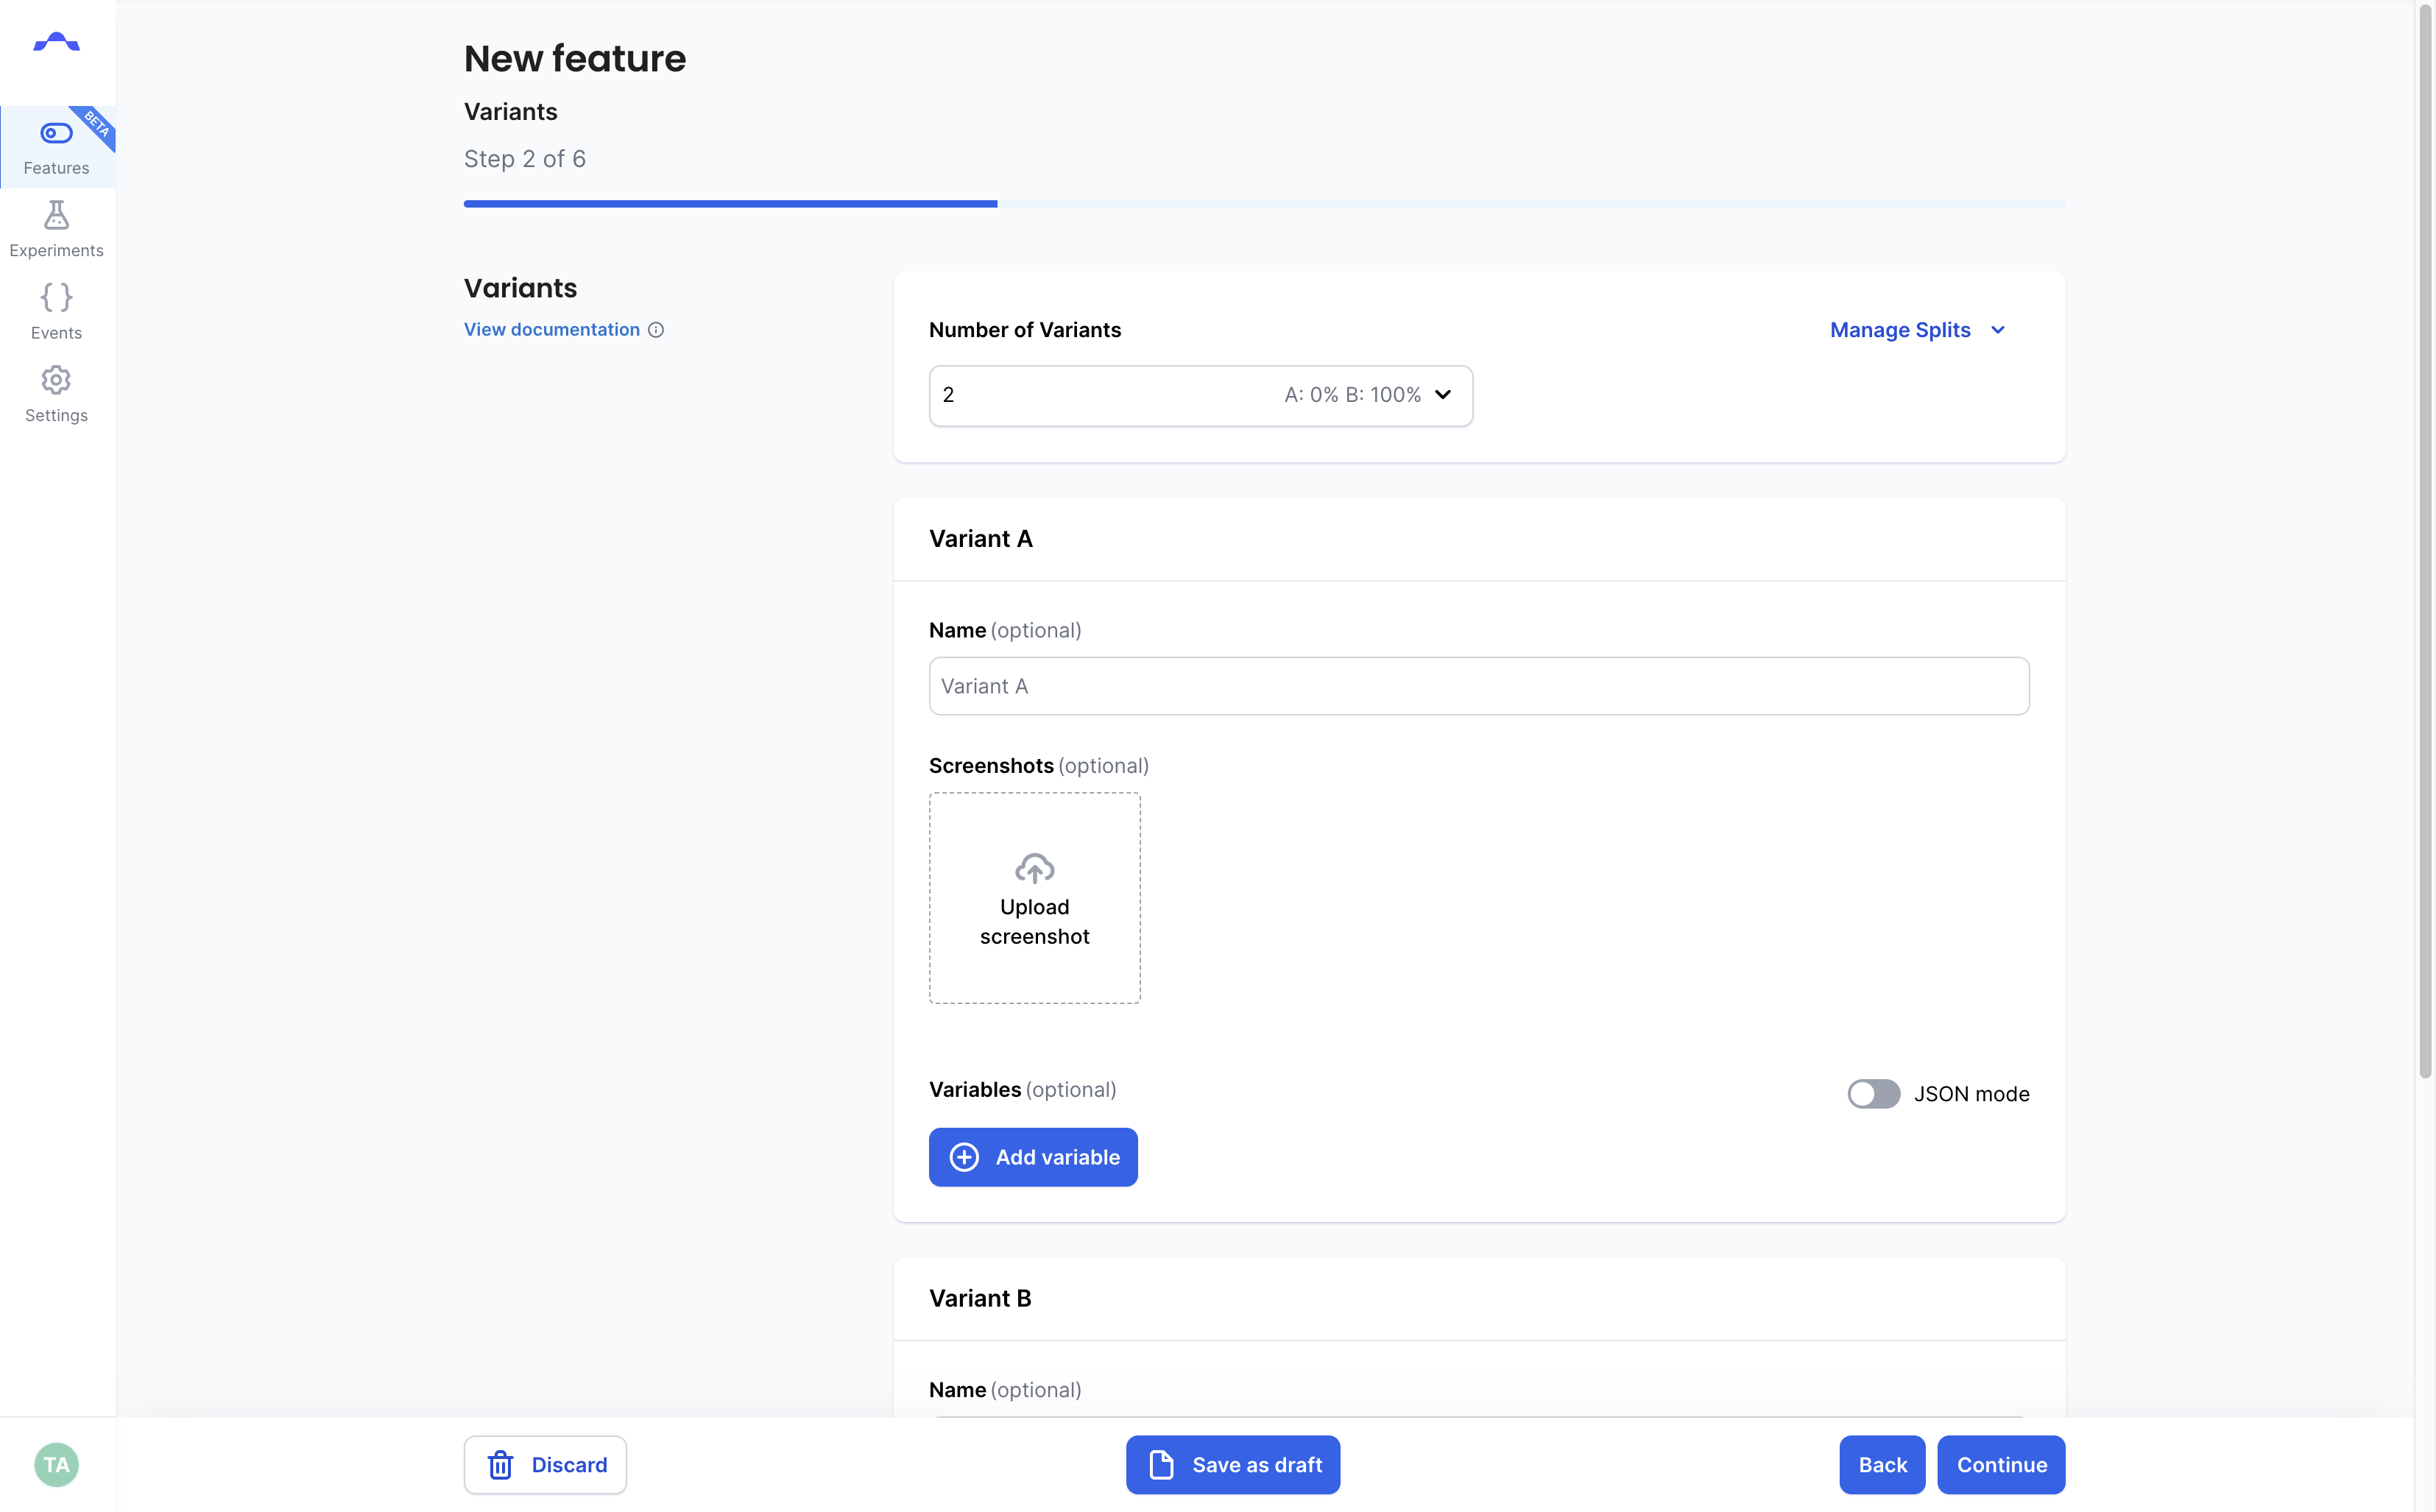 BETA
Features
Experiments
Events
Settings
TA
New feature
Variants
Step 2 of 6
Variants
View documentation
Number of Variants
Manage Splits
2 A: 0% B: 100%
Variant A
Name (optional)
Variant A
Screenshots (optional)
Upload
screenshot
Variables (optional)
JSON mode
Add variable
Variant B
Name (optional)
Discard
Save as draft
Back
Continue